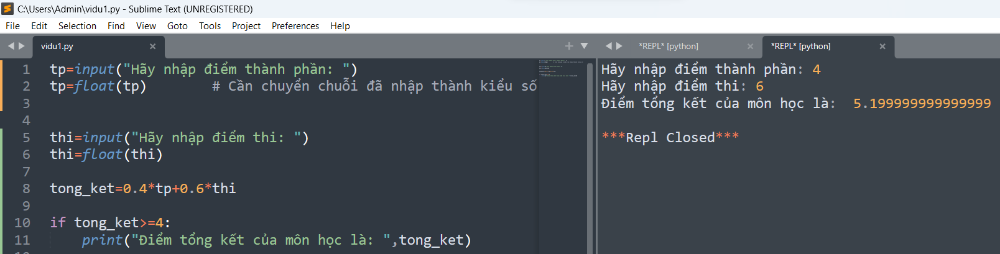 C:\Users\Admin\vidu1.py - Sublime Text (UNREGISTERED)
File Edit Selection Find View Goto Tools Project Preferences Help
vidu1.py
1 tp=input("Hãy nhập điểm thành phần: ")
2 tp=float(tp) # Cần chuyển chuỗi đã nhập thành kiểu số
3
4
5 thi=input("Hãy nhập điểm thi: ")
6 thi=float(thi)
7
8 tong_ket=0.4*tp+0.6*thi
9
10 if tong_ket>=4:
11 print("Điểm tổng kết của môn học là: ",tong_ket)
*REPL* [python] *REPL* [python]
Hãy nhập điểm thành phần: 4
Hãy nhập điểm thi: 6
Điểm tổng kết của môn học là:  5.199999999999999
***Repl Closed***